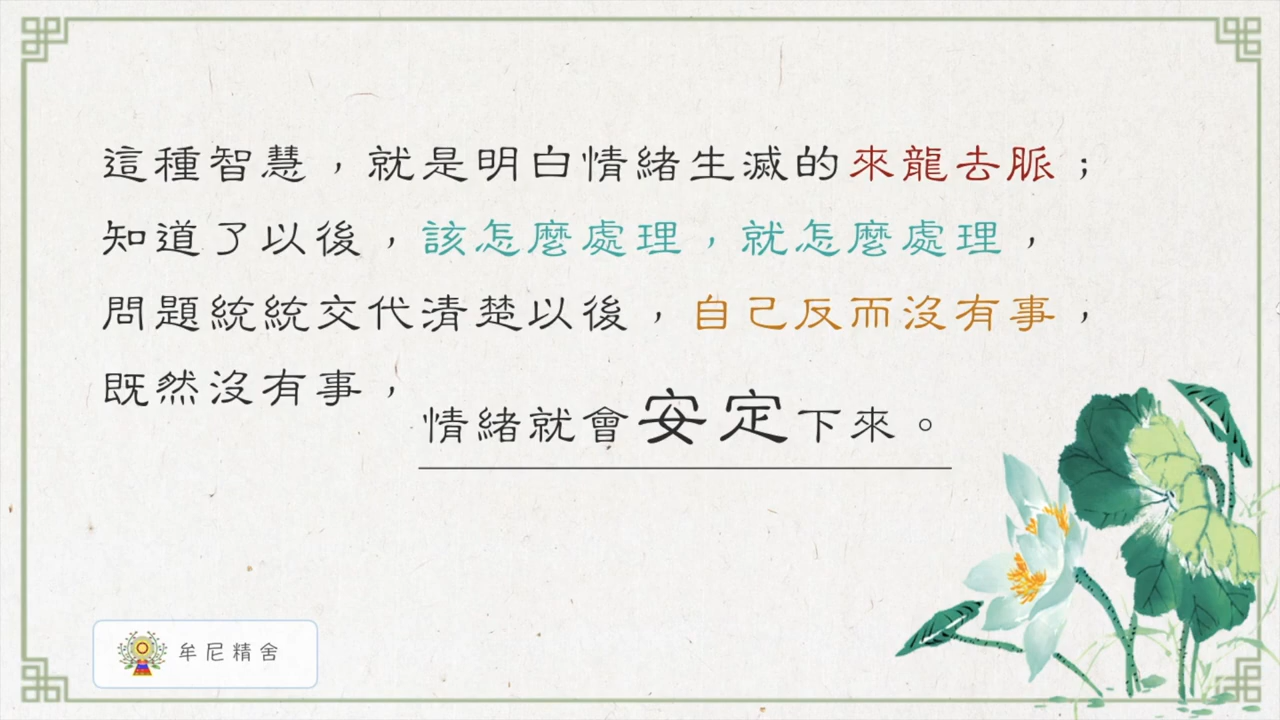 這種智慧，就是明白情緒生滅的來龍去脈；
知道了以後，該怎麼處理，就怎麼處理，
問題統統交代清楚以後，自己反而沒有事，
既然沒有事，
情緒就會安定下來。
牟尼精舍